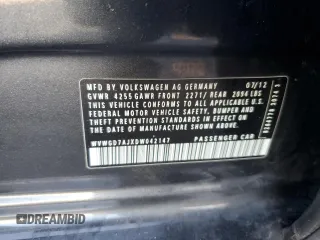 MFD BY VOLKSWAGEN AG GERMANY 07/12
GVWR 4255 GAWR FRONT 2271/ REAR 2094 LBS
THIS VEHICLE CONFORMS TO ALL APPLICABLE U.S.
FEDERAL MOTOR VEHICLE SAFETY, BUMPER AND
THEFT PREVENTION STANDARDS IN EFFECT ON
THE DATE OF MANUFACTURE SHOWN ABOVE.
WVWGD7AJXDW042147 PASSENGER CAR
DREAMBID